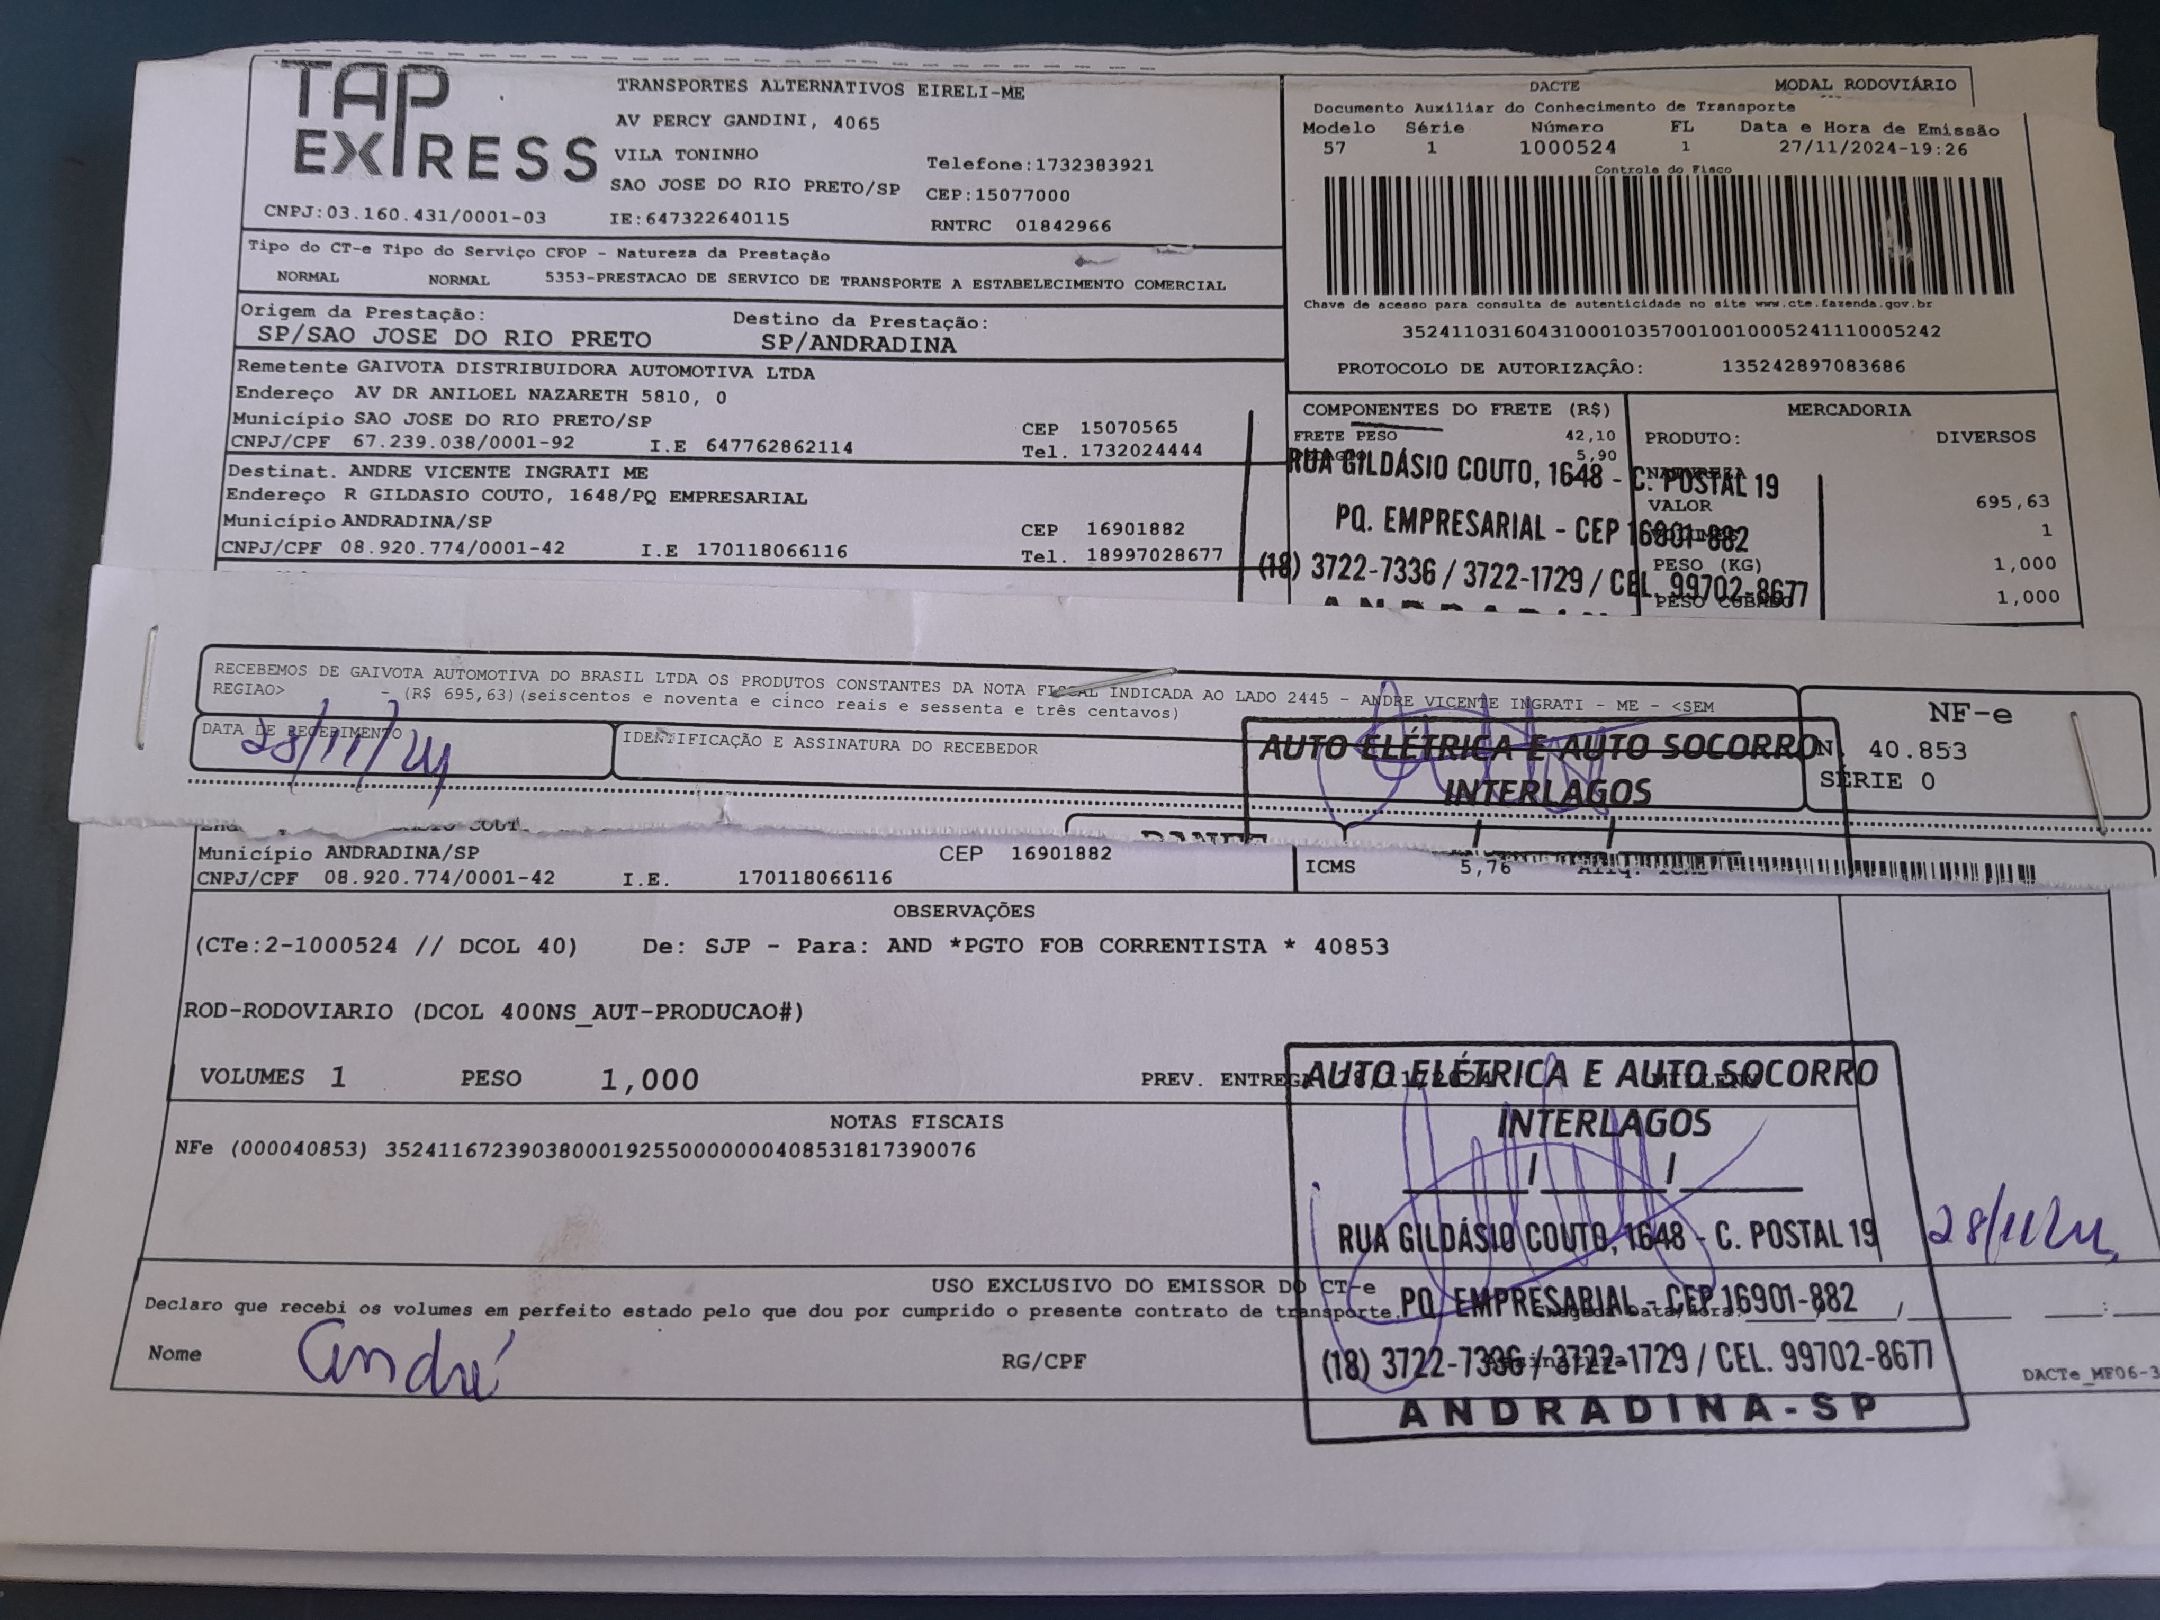 TAP EXPRESS
TRANSPORTES ALTERNATIVOS EIRELI-ME
AV PERCY GANDINI, 4065
VILA TONINHO
Telefone:1732383921
SAO JOSE DO RIO PRETO/SP
CEP:15077000
CNPJ:03.160.431/0001-03
IE:647322640115
RNTRC 01842966
DACTE
MODAL RODOVIÁRIO
Documento Auxiliar do Conhecimento de Transporte
Modelo Série Número FL Data e Hora de Emissão
57 1 1000524 1 27/11/2024-19:26
Controle do Fisco
Chave de acesso para consulta de autenticidade no site www.cte.fazenda.gov.br
35241103160431000103570010010005241110005242
PROTOCOLO DE AUTORIZAÇÃO: 135242897083686
Tipo do CT-e Tipo do Serviço CFOP - Natureza da Prestação
NORMAL NORMAL 5353-PRESTACAO DE SERVICO DE TRANSPORTE A ESTABELECIMENTO COMERCIAL
Origem da Prestação: Destino da Prestação:
SP/SAO JOSE DO RIO PRETO SP/ANDRADINA
Remetente GAIVOTA DISTRIBUIDORA AUTOMOTIVA LTDA
Endereço AV DR ANILOEL NAZARETH 5810, 0
Município SAO JOSE DO RIO PRETO/SP CEP 15070565
CNPJ/CPF 67.239.038/0001-92 I.E 647762862114 Tel. 1732024444
Destinat. ANDRE VICENTE INGRATI ME
Endereço R GILDASIO COUTO, 1648/PQ EMPRESARIAL
Município ANDRADINA/SP CEP 16901882
CNPJ/CPF 08.920.774/0001-42 I.E 170118066116 Tel. 18997028677
COMPONENTES DO FRETE (R$)
FRETE PESO 42,10
5,90
MERCADORIA
PRODUTO: DIVERSOS
NATUREZA
VALOR 695,63
1
PESO (KG) 1,000
PESO CUBADO 1,000
RUA GILDÁSIO COUTO, 1648 - C. POSTAL 19
PQ. EMPRESARIAL - CEP 16901-882
(18) 3722-7336 / 3722-1729 / CEL. 99702-8677
RECEBEMOS DE GAIVOTA AUTOMOTIVA DO BRASIL LTDA OS PRODUTOS CONSTANTES DA NOTA FISCAL INDICADA AO LADO 2445 - ANDRE VICENTE INGRATI - ME - <SEM
REGIAO> - (R$ 695,63)(seiscentos e noventa e cinco reais e sessenta e três centavos)
DATA DE RECEBIMENTO
28/11/24
IDENTIFICAÇÃO E ASSINATURA DO RECEBEDOR
NF-e
N. 40.853
SÉRIE 0
AUTO ELÉTRICA E AUTO SOCORRO
INTERLAGOS
Município ANDRADINA/SP CEP 16901882
CNPJ/CPF 08.920.774/0001-42 I.E. 170118066116
ICMS 5,76
OBSERVAÇÕES
(CTe:2-1000524 // DCOL 40) De: SJP - Para: AND *PGTO FOB CORRENTISTA * 40853
ROD-RODOVIARIO (DCOL 400NS_AUT-PRODUCAO#)
VOLUMES 1 PESO 1,000 PREV. ENTREGA
NOTAS FISCAIS
NFe (000040853) 35241167239038000192550000000408531817390076
AUTO ELÉTRICA E AUTO SOCORRO
INTERLAGOS
/ /
RUA GILDÁSIO COUTO, 1648 - C. POSTAL 19
PQ. EMPRESARIAL - CEP 16901-882
(18) 3722-7336 / 3722-1729 / CEL. 99702-8677
ANDRADINA-SP
28/11/24
USO EXCLUSIVO DO EMISSOR DO CT-e
Declaro que recebi os volumes em perfeito estado pelo que dou por cumprido o presente contrato de transporte.
Nome André RG/CPF
DACTe_MF06-3